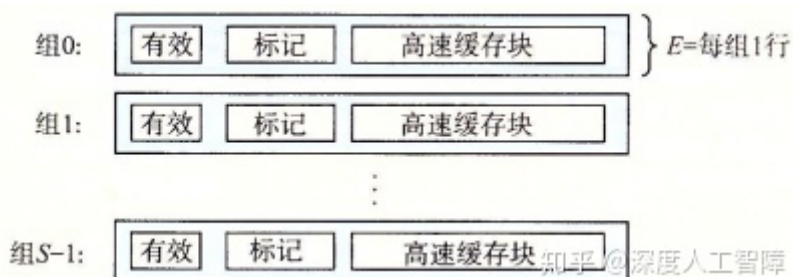 组0: 有效 标记 高速缓存块 E=每组1行
组1: 有效 标记 高速缓存块
⋮
组S-1: 有效 标记 高速缓存块
知乎 @深度人工智障